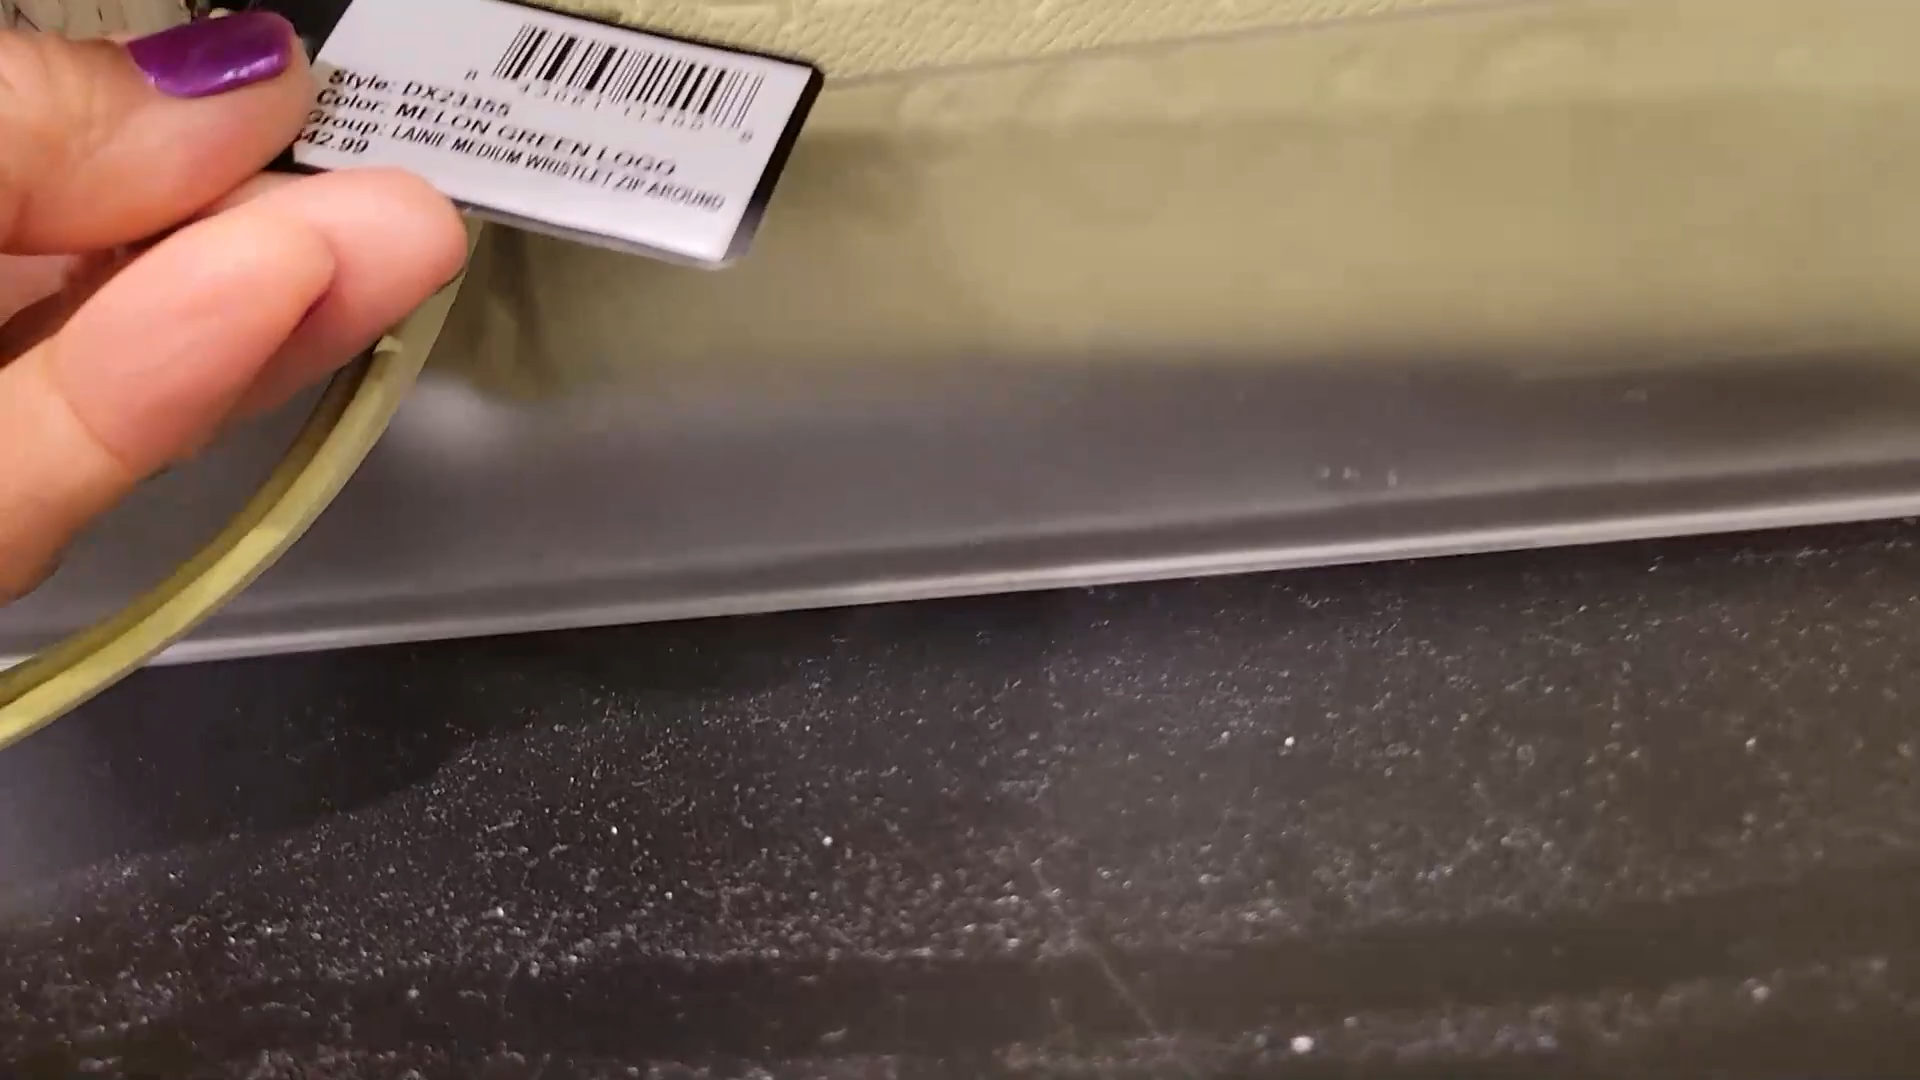 Style: DX23355
Color: MELON GREEN LOGO
Group: LAINIE MEDIUM WRISTLET ZIP AROUND
$42.99